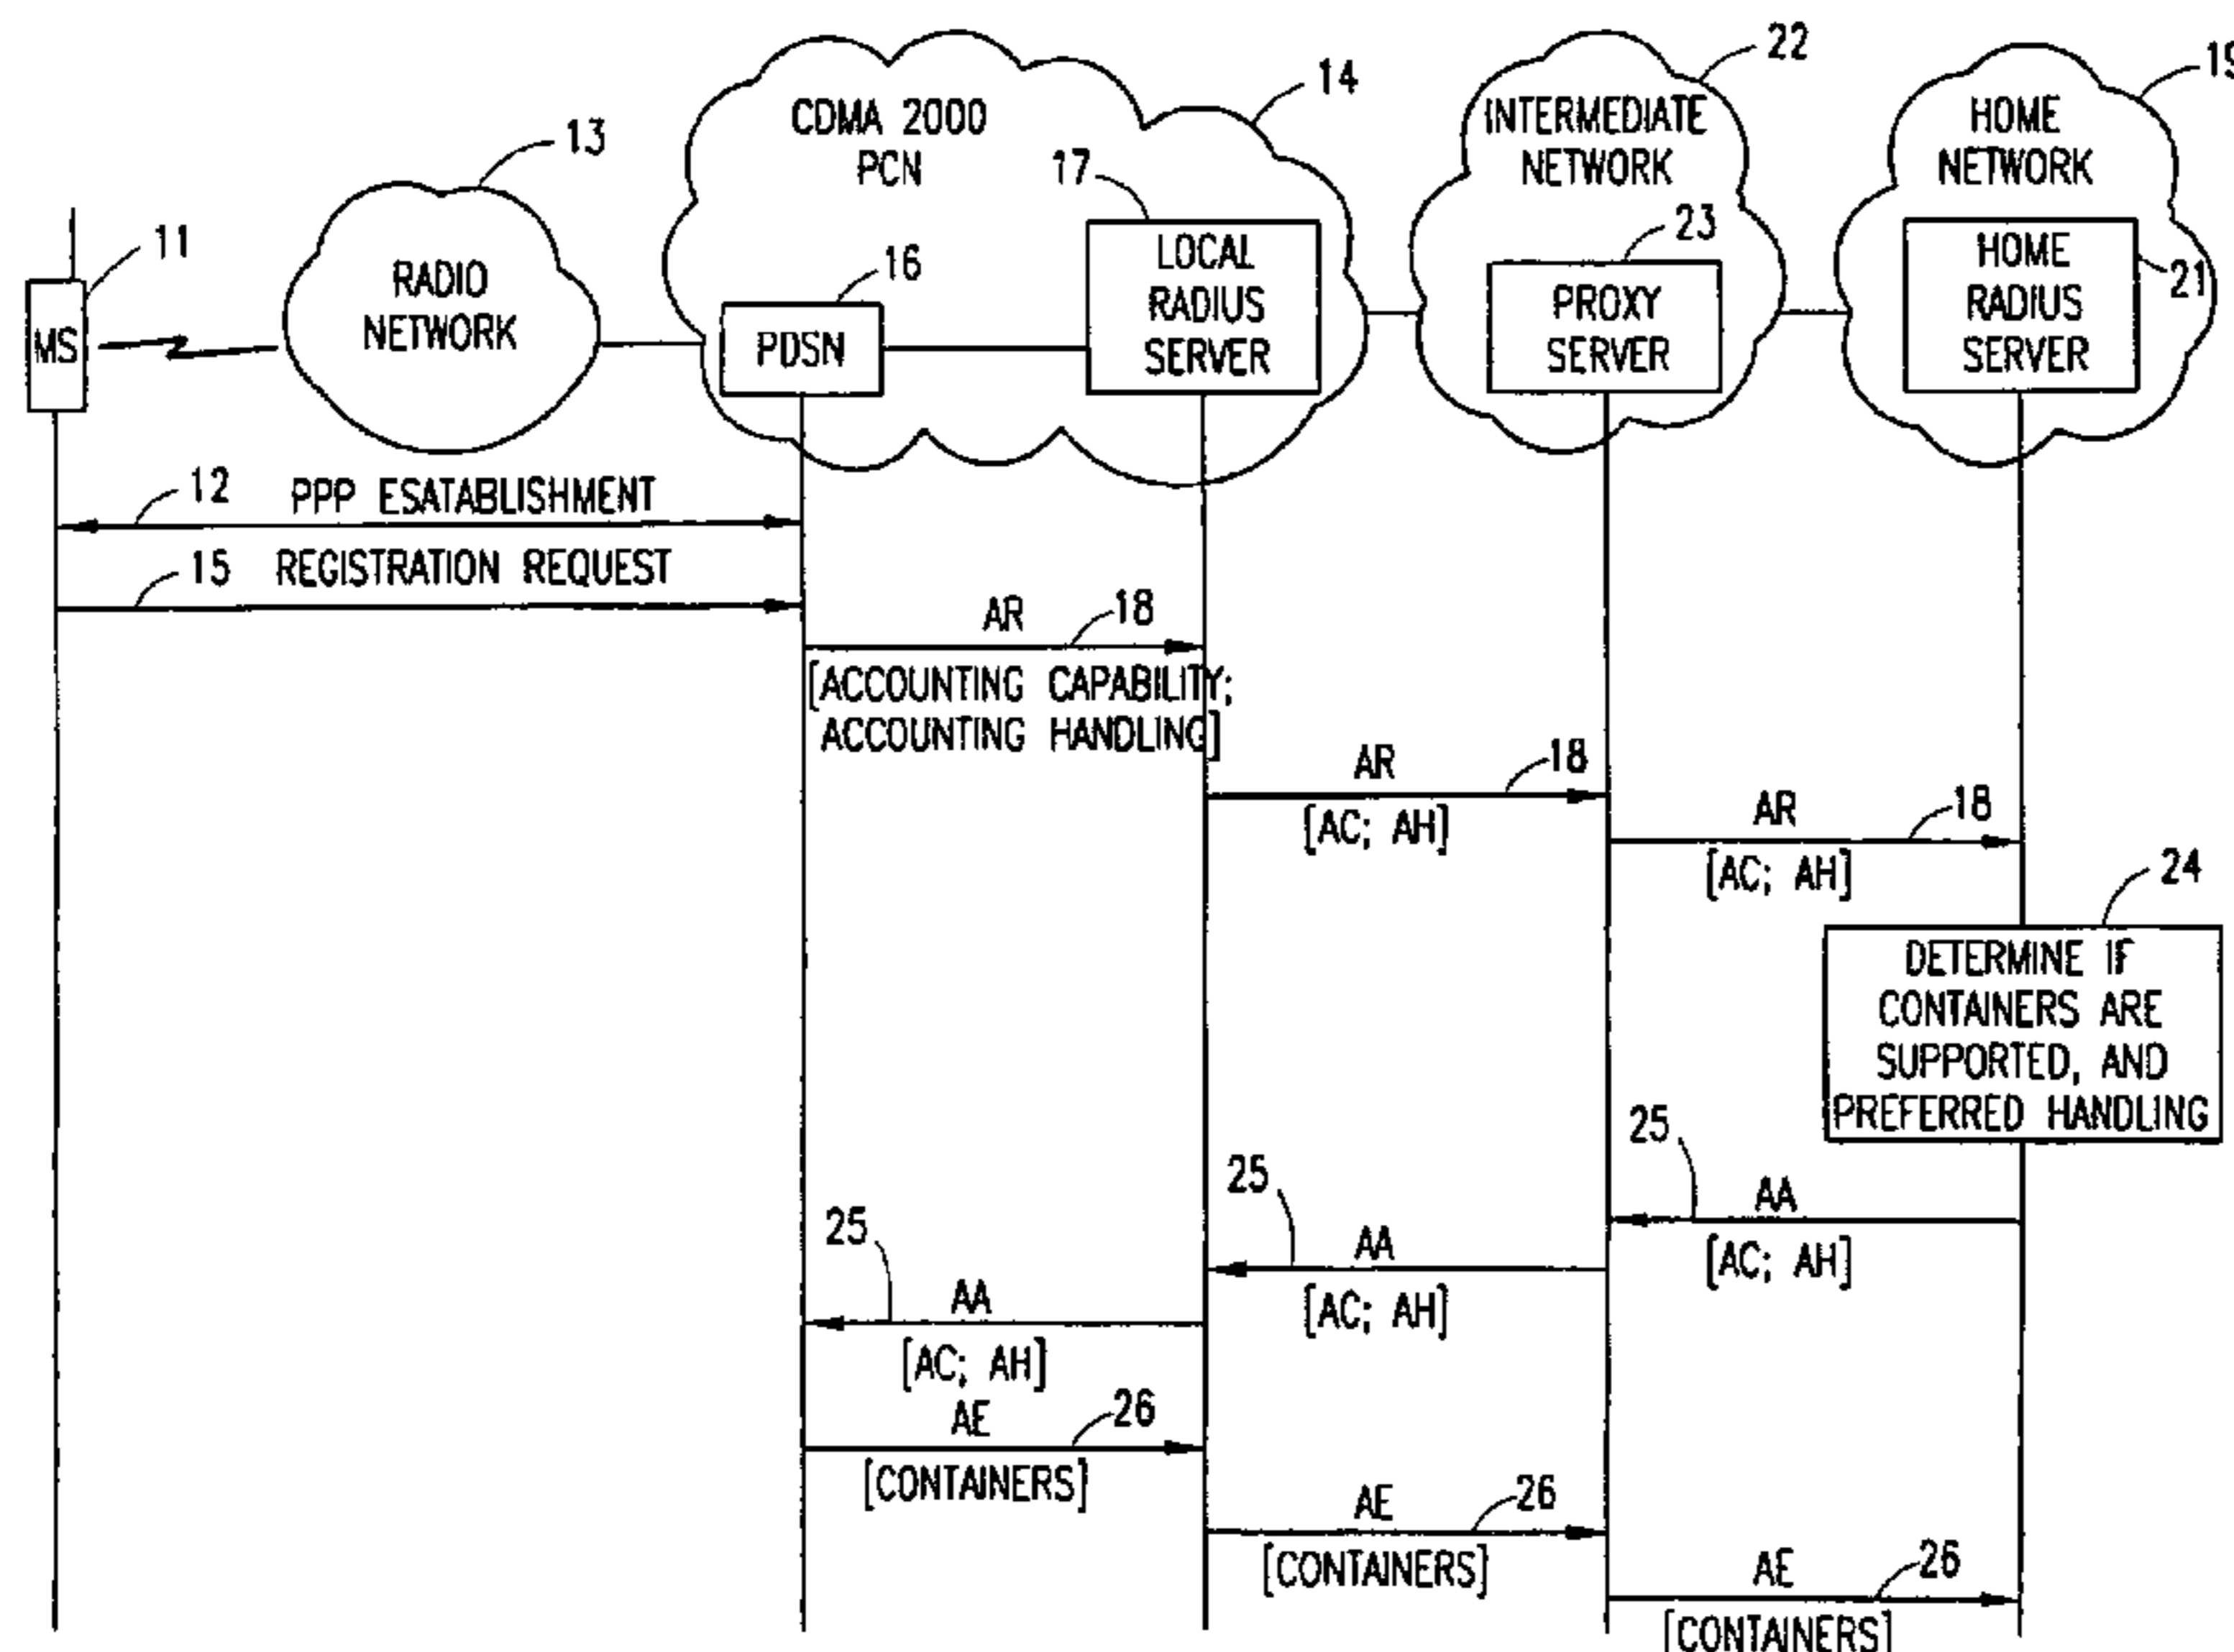 CDMA 2000
PCN
14
INTERMEDIATE
NETWORK
22
HOME
NETWORK
19
13
17
11
RADIO
NETWORK
16
LOCAL
RADIUS
SERVER
23
PROXY
SERVER
HOME
RADIUS
SERVER
21
MS
PDSN
12 PPP ESATABLISHMENT
15 REGISTRATION REQUEST
AR 18
[ACCOUNTING CAPABILITY;
ACCOUNTING HANDLING]
AR 18
[AC; AH]
AR 18
[AC; AH]
24
DETERMINE IF
CONTAINERS ARE
SUPPORTED, AND
PREFERRED HANDLING
25 AA
[AC; AH]
25 AA
[AC; AH]
25 AA
[AC; AH]
AE 26
[CONTAINERS]
AE 26
[CONTAINERS]
AE 26
[CONTAINERS]